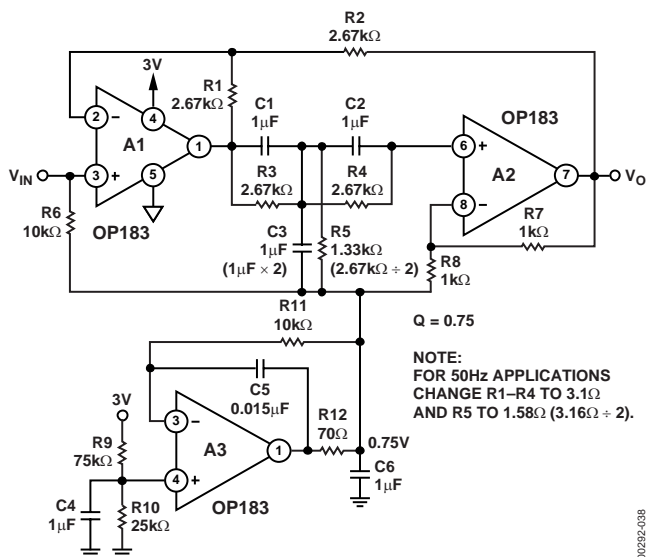 R2
2.67kΩ
3V
R1
2.67kΩ
C1
1µF
C2
1µF
OP183
2
−
4
A1
1
6
+
A2
7
V_O
V_IN
3
+
5
R3
2.67kΩ
R4
2.67kΩ
8
−
R7
1kΩ
R6
10kΩ
OP183
C3
1µF
(1µF × 2)
R5
1.33kΩ
(2.67kΩ ÷ 2)
R8
1kΩ
R11
10kΩ
Q = 0.75
C5
0.015µF
NOTE:
FOR 50Hz APPLICATIONS
CHANGE R1–R4 TO 3.1Ω
AND R5 TO 1.58Ω (3.16Ω ÷ 2).
3V
R9
75kΩ
3
−
A3
1
R12
70Ω
0.75V
4
+
C6
1µF
C4
1µF
R10
25kΩ
OP183
00292-038